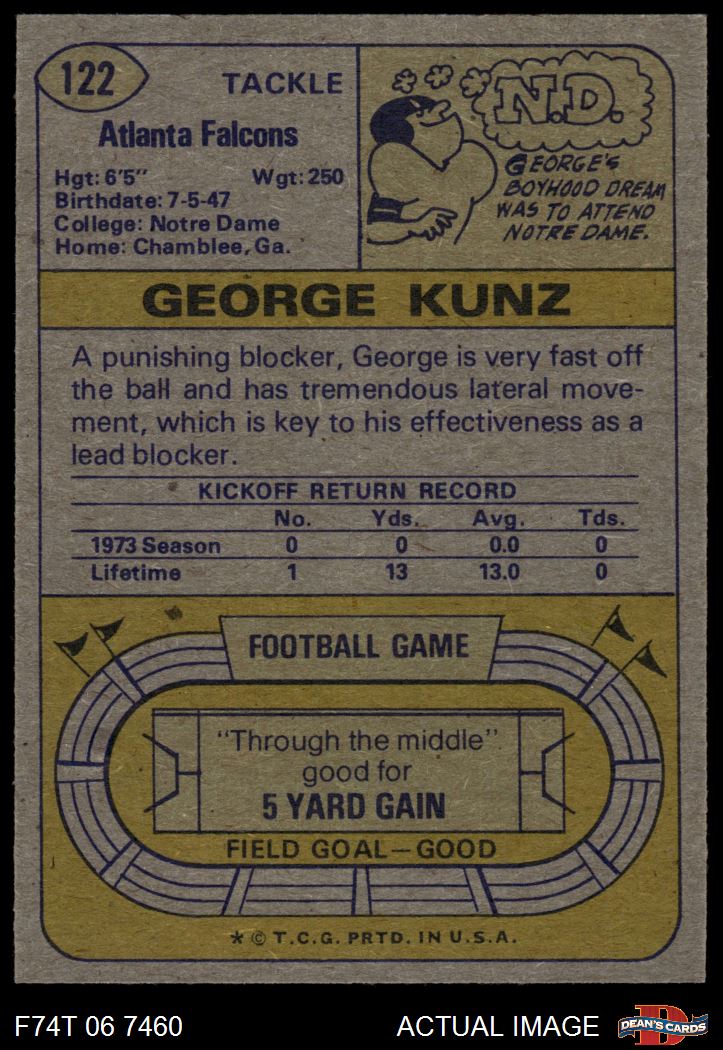 122
TACKLE
Atlanta Falcons
Hgt: 6'5" Wgt: 250
Birthdate: 7-5-47
College: Notre Dame
Home: Chamblee, Ga.
N.D.
GEORGE'S
BOYHOOD DREAM
WAS TO ATTEND
NOTRE DAME.
GEORGE KUNZ
A punishing blocker, George is very fast off
the ball and has tremendous lateral move-
ment, which is key to his effectiveness as a
lead blocker.
KICKOFF RETURN RECORD
No. Yds. Avg. Tds.
1973 Season 0 0 0.0 0
Lifetime 1 13 13.0 0
FOOTBALL GAME
"Through the middle"
good for
5 YARD GAIN
FIELD GOAL—GOOD
* © T.C.G. PRTD. IN U.S.A.
F74T 06 7460 ACTUAL IMAGE
D
DEAN'S CARDS